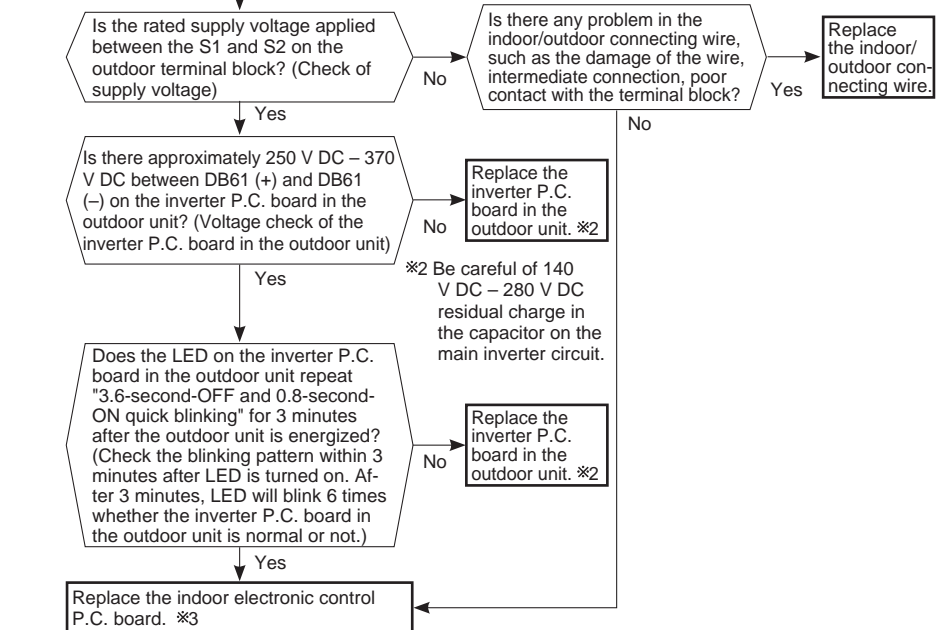 Is the rated supply voltage applied
between the S1 and S2 on the
outdoor terminal block? (Check of
supply voltage)
No
Is there any problem in the
indoor/outdoor connecting wire,
such as the damage of the wire,
intermediate connection, poor
contact with the terminal block?
Yes
Replace
the indoor/
outdoor con-
necting wire.
Yes
No
Is there approximately 250 V DC – 370
V DC between DB61 (+) and DB61
(–) on the inverter P.C. board in the
outdoor unit? (Voltage check of the
inverter P.C. board in the outdoor unit)
No
Replace the
inverter P.C.
board in the
outdoor unit. ※2
Yes
※2 Be careful of 140
V DC – 280 V DC
residual charge in
the capacitor on the
main inverter circuit.
Does the LED on the inverter P.C.
board in the outdoor unit repeat
"3.6-second-OFF and 0.8-second-
ON quick blinking" for 3 minutes
after the outdoor unit is energized?
(Check the blinking pattern within 3
minutes after LED is turned on. Af-
ter 3 minutes, LED will blink 6 times
whether the inverter P.C. board in
the outdoor unit is normal or not.)
No
Replace the
inverter P.C.
board in the
outdoor unit. ※2
Yes
Replace the indoor electronic control
P.C. board. ※3